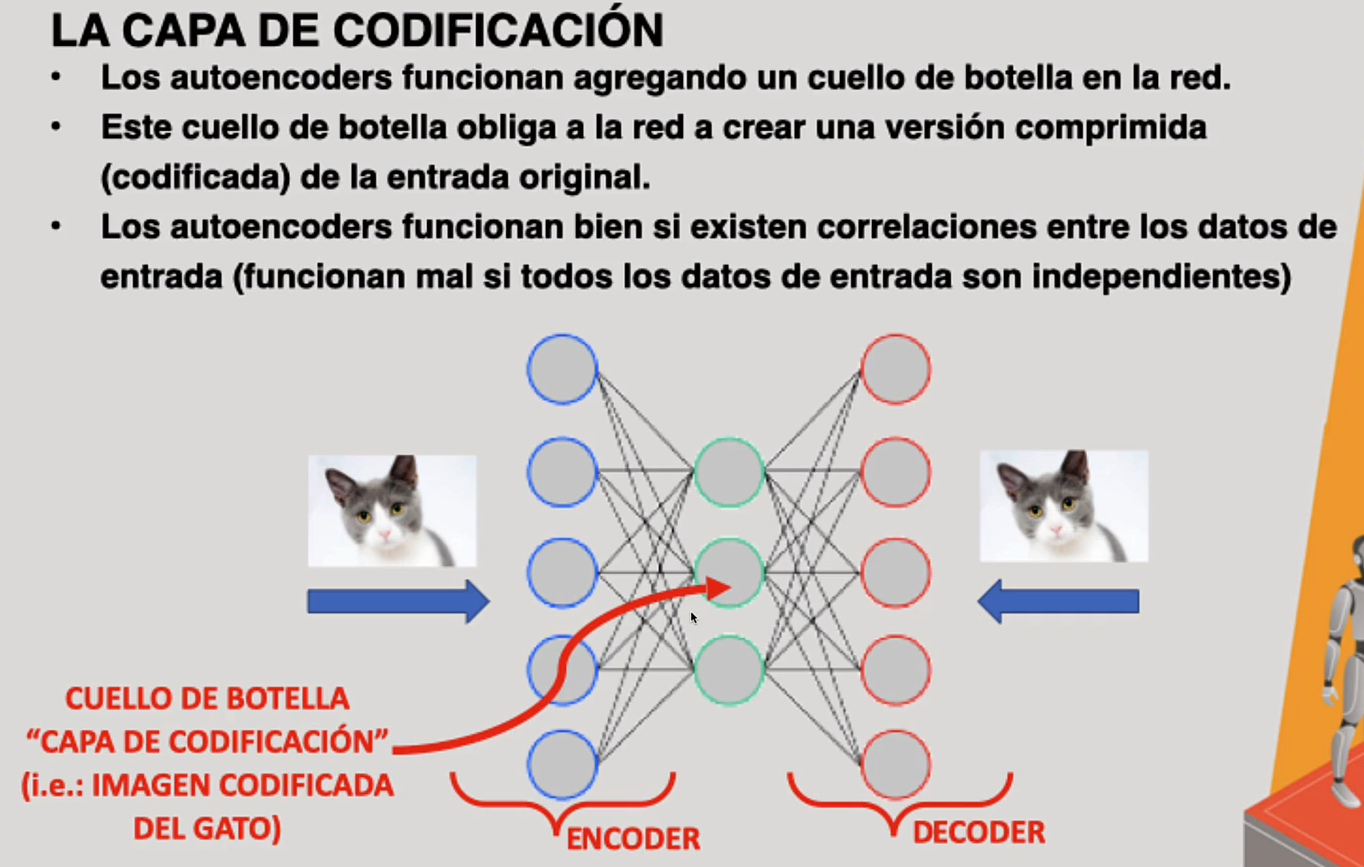 LA CAPA DE CODIFICACIÓN
• Los autoencoders funcionan agregando un cuello de botella en la red.
• Este cuello de botella obliga a la red a crear una versión comprimida
(codificada) de la entrada original.
• Los autoencoders funcionan bien si existen correlaciones entre los datos de
entrada (funcionan mal si todos los datos de entrada son independientes)
CUELLO DE BOTELLA
“CAPA DE CODIFICACIÓN”
(i.e.: IMAGEN CODIFICADA
DEL GATO)
ENCODER
DECODER